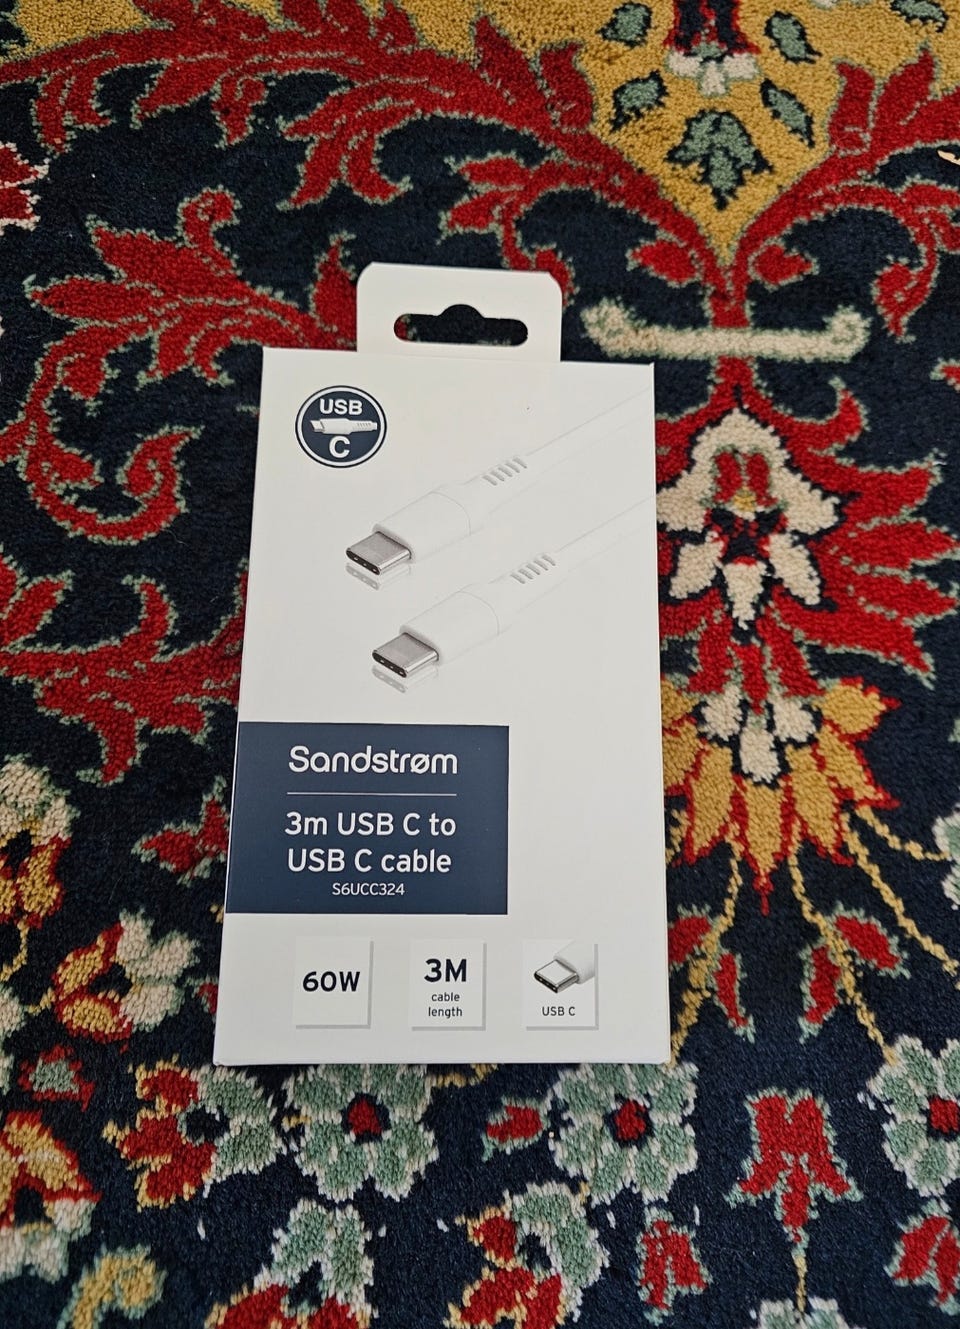 USB
C
Sandstrøm
3m USB C to
USB C cable
S6UCC324
60W
3M
cable
length
USB C